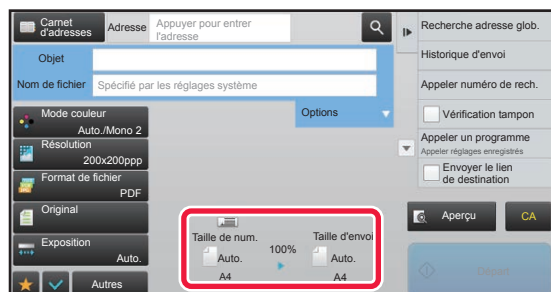 Carnet
d'adresses
Adresse
Appuyer pour entrer
l'adresse
Objet
Nom de fichier
Spécifié par les réglages système
Options
Mode couleur
Auto./Mono 2
Résolution
200x200ppp
Format de fichier
PDF
Original
Exposition
Auto.
Autres
Taille de num.
Auto.
A4
100%
Taille d'envoi
Auto.
A4
Recherche adresse glob.
Historique d'envoi
Appeler numéro de rech.
Vérification tampon
Appeler un programme
Appeler réglages enregistrés
Envoyer le lien
de destination
Aperçu
CA
Départ